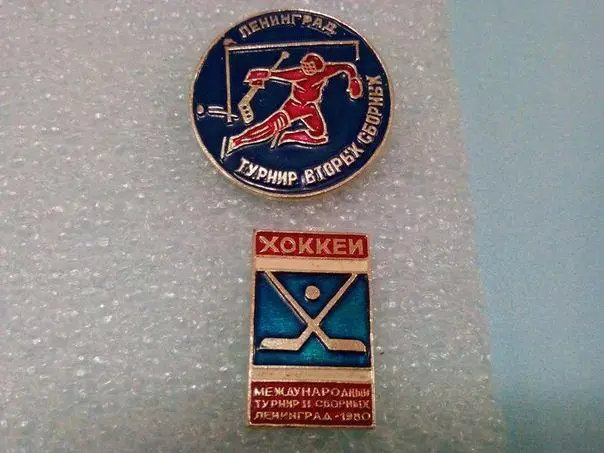 ЛЕНИНГРАД
ТУРНИР ВТОРЫХ СБОРНЫХ
ХОККЕЙ
МЕЖДУНАРОДНЫЙ
ТУРНИР II СБОРНЫХ
ЛЕНИНГРАД-1980